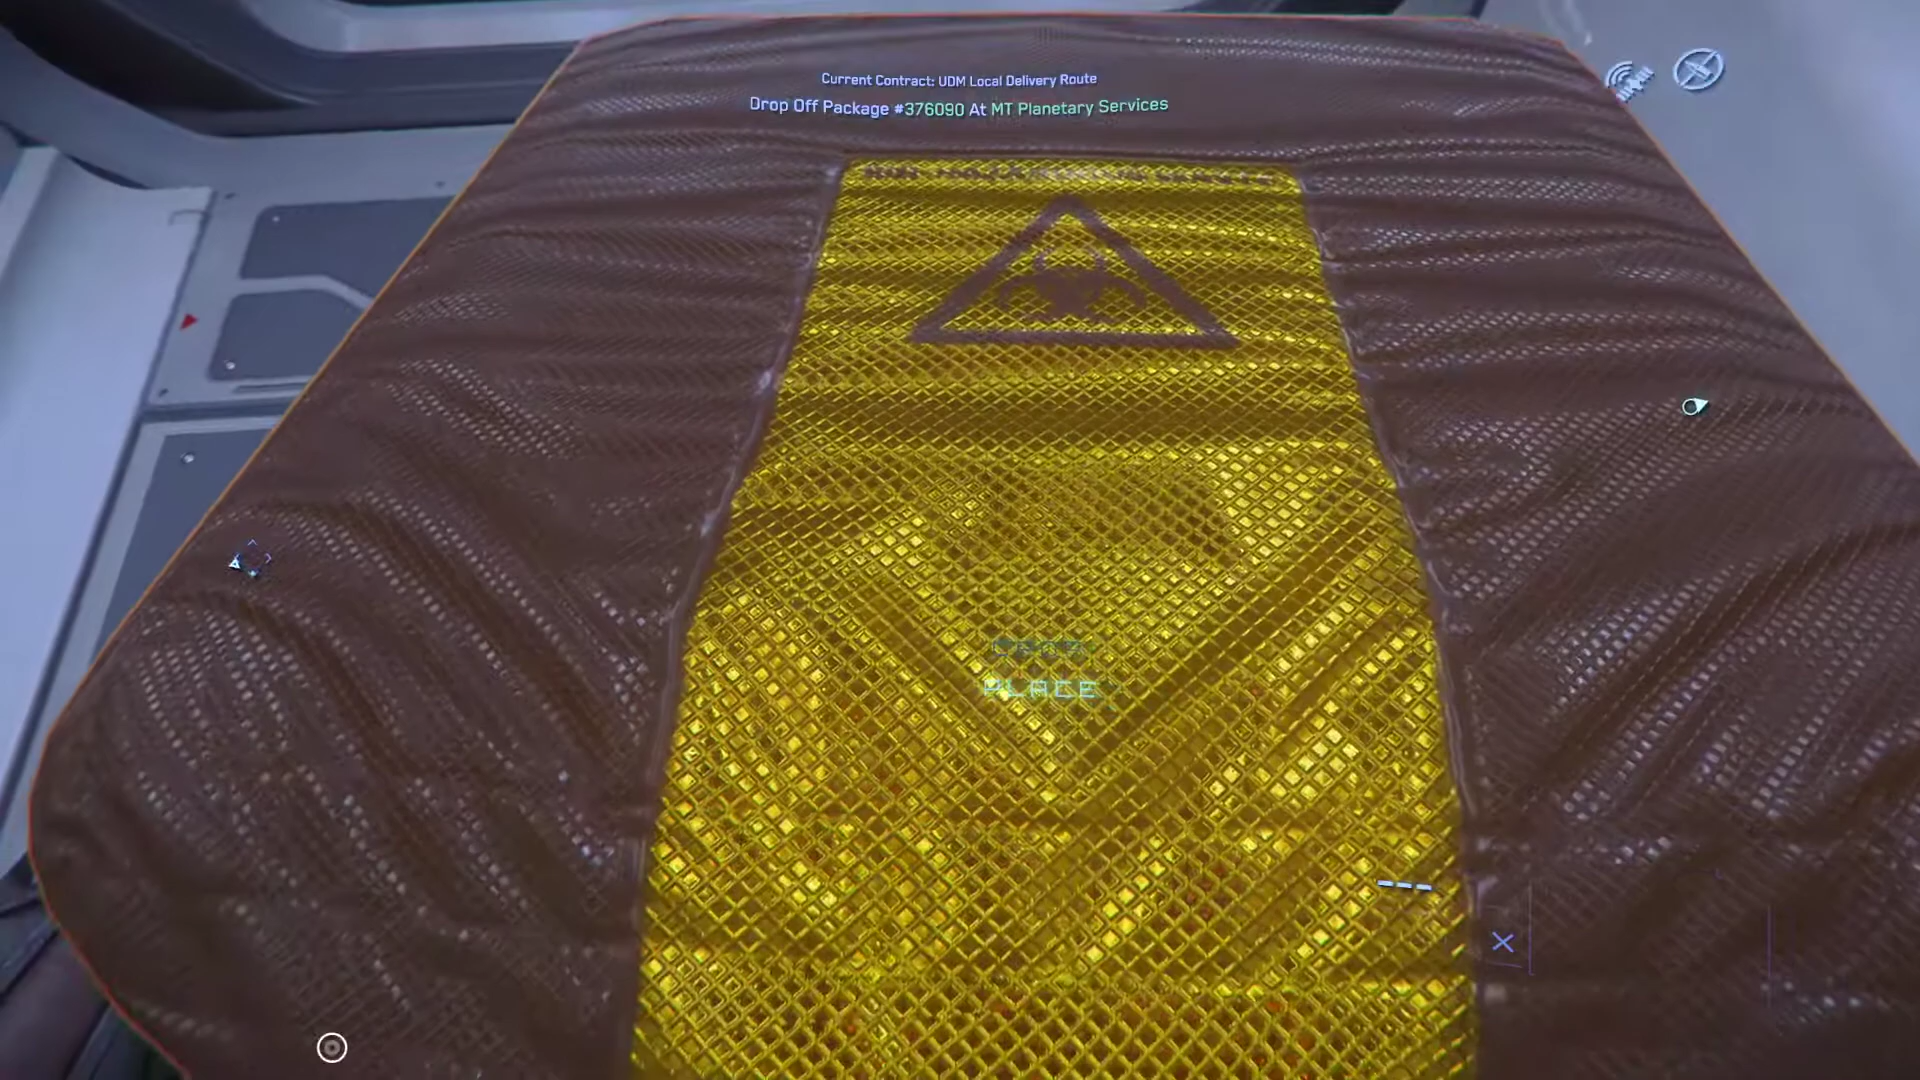 Current Contract: UDM Local Delivery Route
Drop Off Package #376090 At MT Planetary Services
PLACE